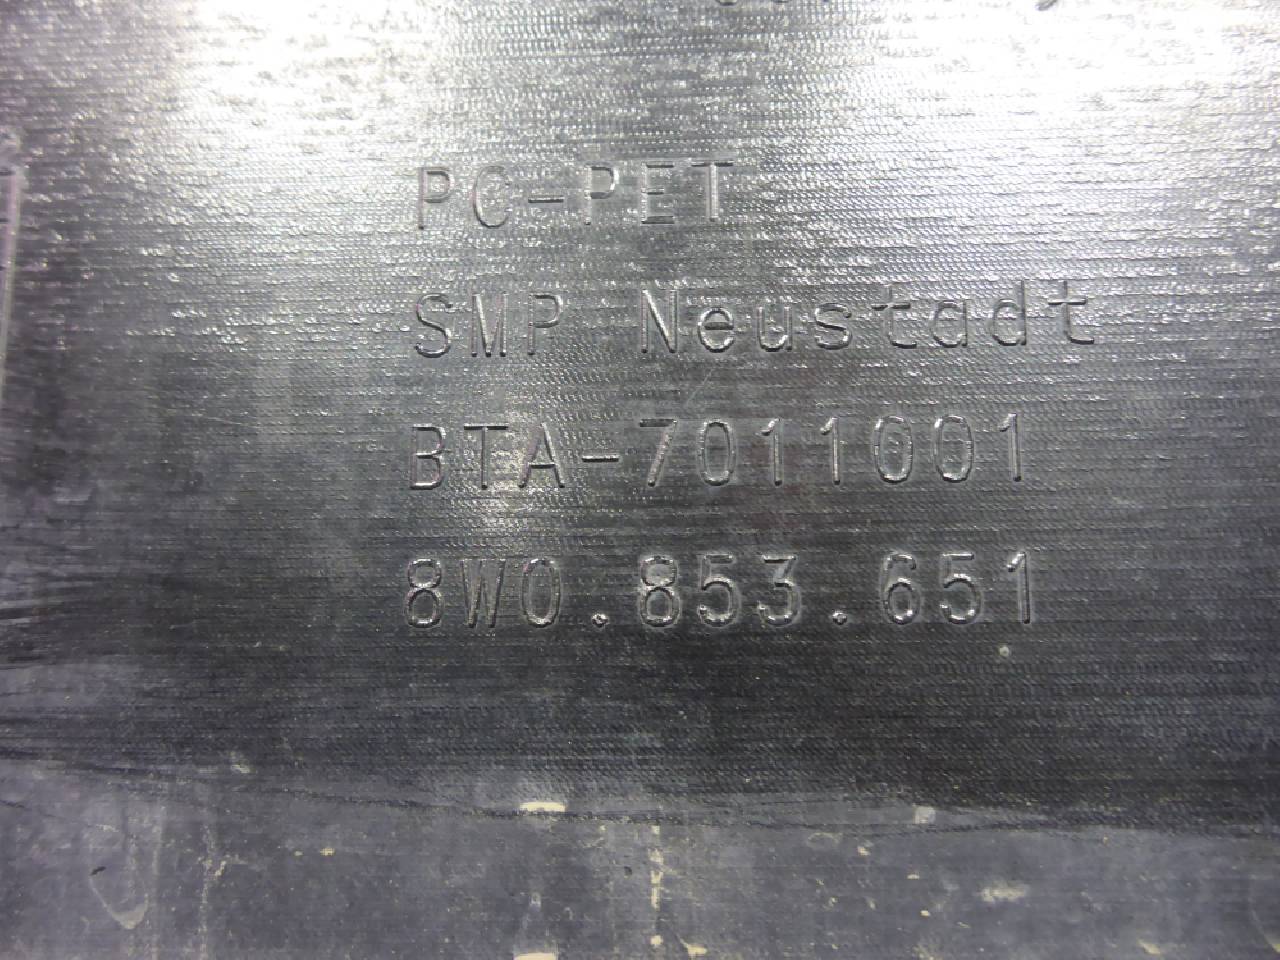 PC-PET
SMP Neustadt
BTA-7011001
8W0.853.651